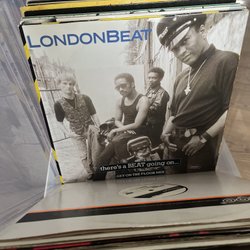 LONDONBEAT
there's a BEAT going on...
GET ON THE FLOOR MIX